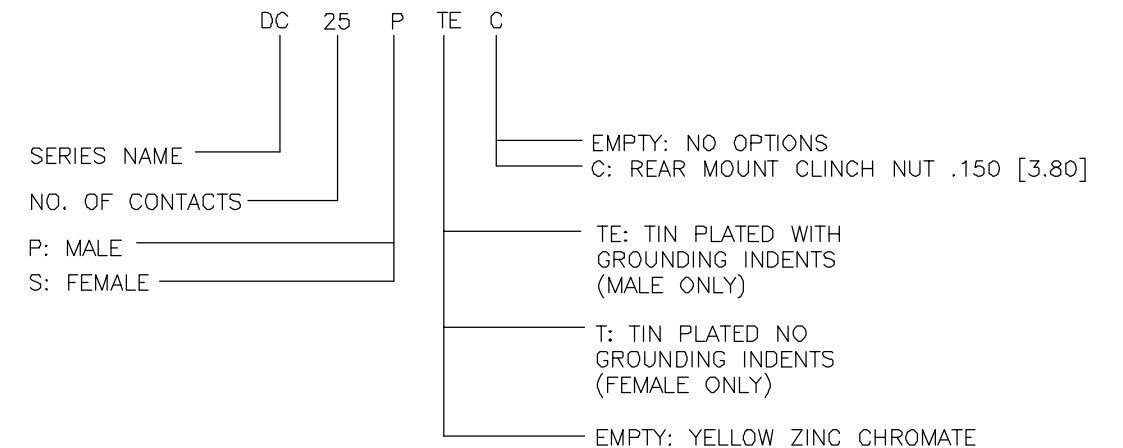 DC 25 P TE C
SERIES NAME
NO. OF CONTACTS
P: MALE
S: FEMALE
EMPTY: NO OPTIONS
C: REAR MOUNT CLINCH NUT .150 [3.80]
TE: TIN PLATED WITH
GROUNDING INDENTS
(MALE ONLY)
T: TIN PLATED NO
GROUNDING INDENTS
(FEMALE ONLY)
EMPTY: YELLOW ZINC CHROMATE